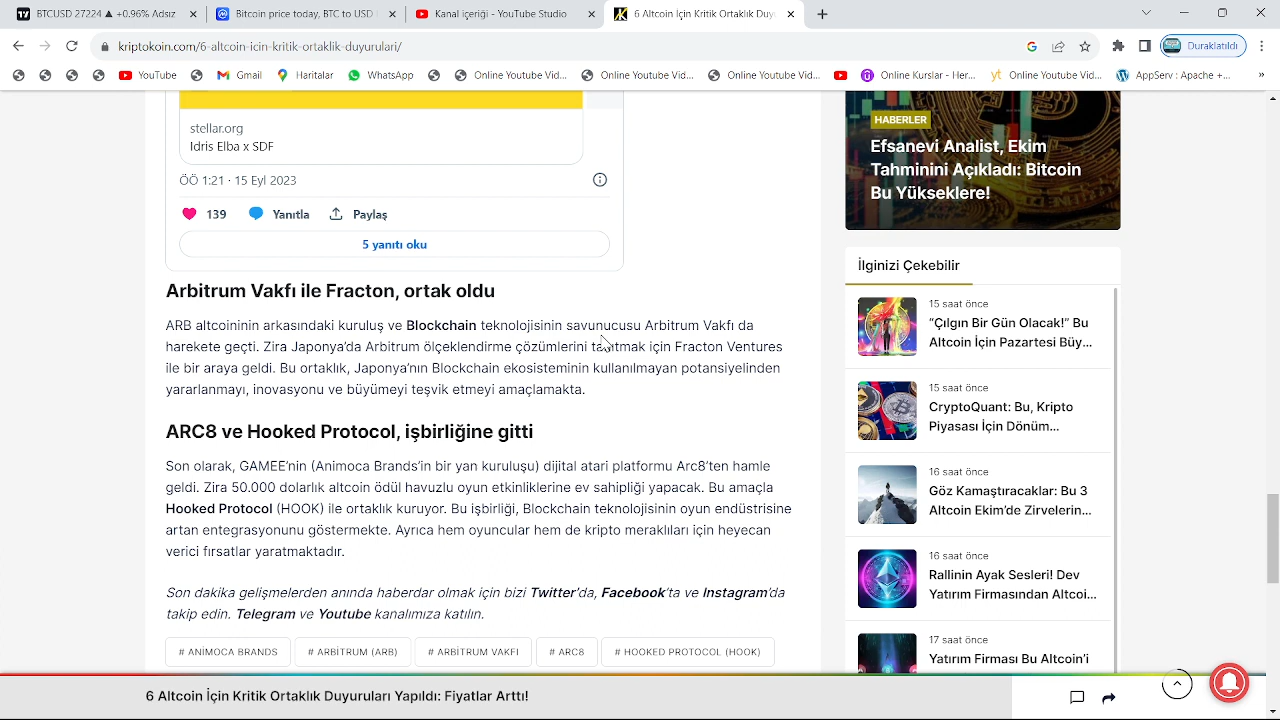 BTCUSD 27224 ▲ +0.96% Adsız
Bitcoin price today, BTC to USD l
Kanal içeriği - YouTube Studio
6 Altcoin İçin Kritik Ortaklık Duyu
kriptokoin.com/6-altcoin-icin-kritik-ortaklik-duyurulari/
Duraklatıldı
YouTube
Gmail
Haritalar
WhatsApp
Online Youtube Vid...
Online Youtube Vid...
Online Youtube Vid...
Online Kurslar - Her...
Online Youtube Vid...
AppServ : Apache +...
stellar.org
Idris Elba x SDF
ÖÖ 1:21 · 15 Eyl 2023
139 Yanıtla Paylaş
5 yanıtı oku
Arbitrum Vakfı ile Fracton, ortak oldu
ARB altcoininin arkasındaki kuruluş ve Blockchain teknolojisinin savunucusu Arbitrum Vakfı da
harekete geçti. Zira Japonya’da Arbitrum ölçeklendirme çözümlerini tanıtmak için Fracton Ventures
ile bir araya geldi. Bu ortaklık, Japonya’nın Blockchain ekosisteminin kullanılmayan potansiyelinden
yararlanmayı, inovasyonu ve büyümeyi teşvik etmeyi amaçlamakta.
ARC8 ve Hooked Protocol, işbirliğine gitti
Son olarak, GAMEE’nin (Animoca Brands’in bir yan kuruluşu) dijital atari platformu Arc8’ten hamle
geldi. Zira 50.000 dolarlık altcoin ödül havuzlu oyun etkinliklerine ev sahipliği yapacak. Bu amaçla
Hooked Protocol (HOOK) ile ortaklık kuruyor. Bu işbirliği, Blockchain teknolojisinin oyun endüstrisine
artan entegrasyonunu göstermekte. Ayrıca hem oyuncular hem de kripto meraklıları için heyecan
verici fırsatlar yaratmaktadır.
Son dakika gelişmelerden anında haberdar olmak için bizi Twitter’da, Facebook’ta ve Instagram’da
takip edin. Telegram ve Youtube kanalımıza katılın.
# ANIMOCA BRANDS
# ARBİTRUM (ARB)
# ARBİTRUM VAKFI
# ARC8
# HOOKED PROTOCOL (HOOK)
HABERLER
Efsanevi Analist, Ekim
Tahminini Açıkladı: Bitcoin
Bu Yükseklere!
İlginizi Çekebilir
15 saat önce
“Çılgın Bir Gün Olacak!” Bu
Altcoin İçin Pazartesi Büy...
15 saat önce
CryptoQuant: Bu, Kripto
Piyasası İçin Dönüm...
16 saat önce
Göz Kamaştıracaklar: Bu 3
Altcoin Ekim’de Zirvelerin...
16 saat önce
Rallinin Ayak Sesleri! Dev
Yatırım Firmasından Altcoi...
17 saat önce
Yatırım Firması Bu Altcoin’i
6 Altcoin İçin Kritik Ortaklık Duyuruları Yapıldı: Fiyatlar Arttı!